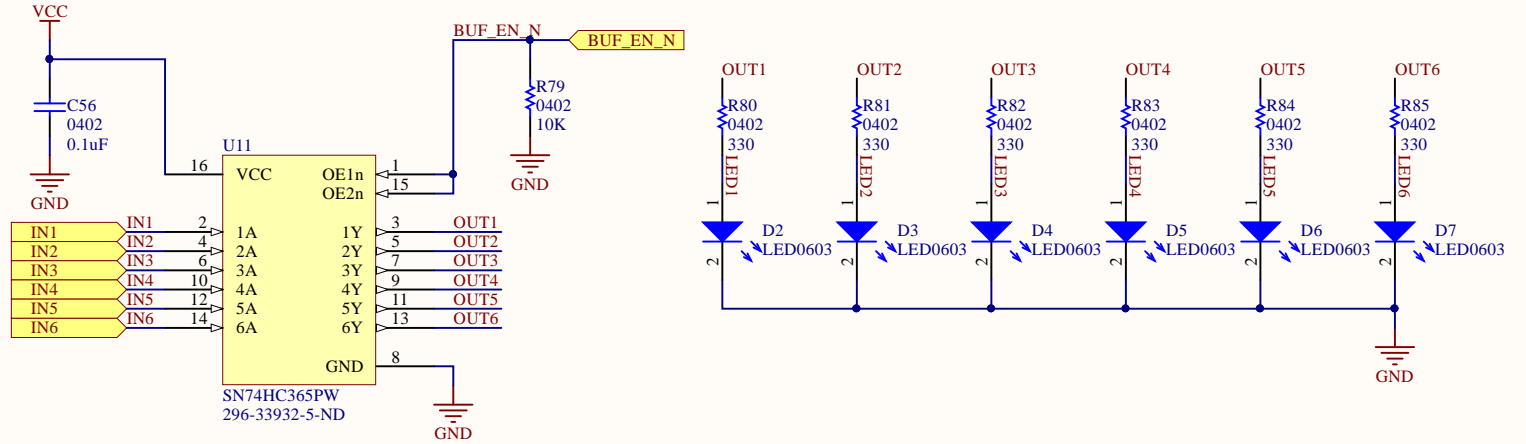 VCC
C56
0402
0.1uF
GND
BUF_EN_N
BUF_EN_N
R79
0402
10K
GND
U11
16 VCC OE1n 1
OE2n 15
IN1 IN1 2 1A 1Y 3 OUT1
IN2 IN2 4 2A 2Y 5 OUT2
IN3 IN3 6 3A 3Y 7 OUT3
IN4 IN4 10 4A 4Y 9 OUT4
IN5 IN5 12 5A 5Y 11 OUT5
IN6 IN6 14 6A 6Y 13 OUT6
GND 8
SN74HC365PW
296-33932-5-ND
GND
OUT1
R80
0402
330
LED1
1
D2
LED0603
2
OUT2
R81
0402
330
LED2
1
D3
LED0603
2
OUT3
R82
0402
330
LED3
1
D4
LED0603
2
OUT4
R83
0402
330
LED4
1
D5
LED0603
2
OUT5
R84
0402
330
LED5
1
D6
LED0603
2
OUT6
R85
0402
330
LED6
1
D7
LED0603
2
GND